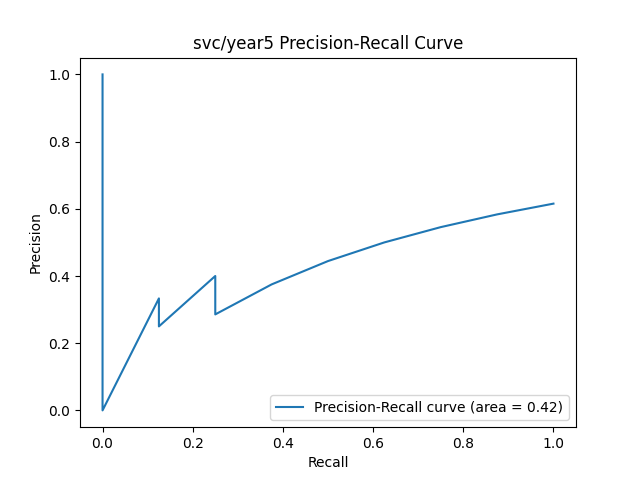 svc/year5 Precision-Recall Curve
1.0
0.8
0.6
0.4
0.2
0.0
Precision
Precision-Recall curve (area = 0.42)
0.0 0.2 0.4 0.6 0.8 1.0
Recall